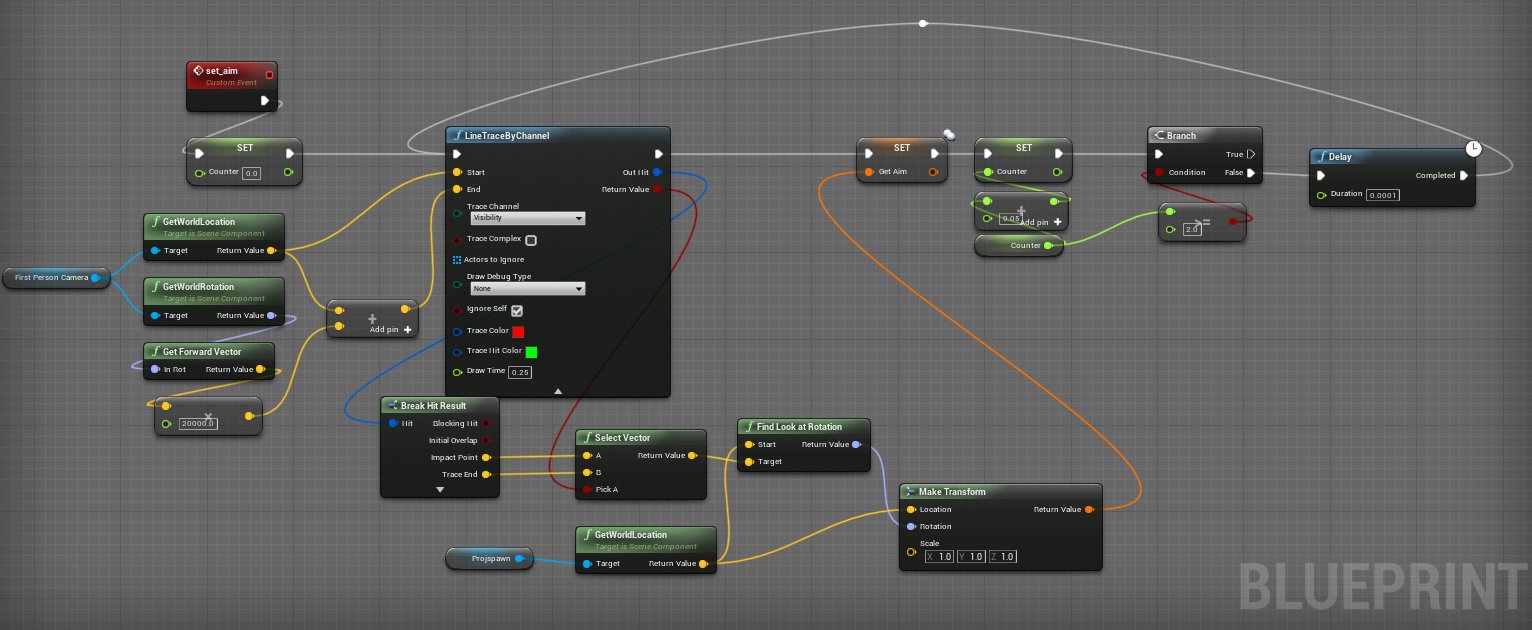 set_aim
Custom Event
SET
Counter 0.0
GetWorldLocation
Target is Scene Component
Target Return Value
First Person Camera
GetWorldRotation
Target is Scene Component
Target Return Value
Get Forward Vector
In Rot Return Value
X
20000.0
+
Add pin +
LineTraceByChannel
Start Out Hit
End Return Value
Trace Channel
Visibility
Trace Complex
Actors to Ignore
Draw Debug Type
None
Ignore Self
Trace Color
Trace Hit Color
Draw Time 0.25
Break Hit Result
Hit Blocking Hit
Initial Overlap
Impact Point
Trace End
Select Vector
A Return Value
B
Pick A
Projspawn
GetWorldLocation
Target is Scene Component
Target Return Value
Find Look at Rotation
Start Return Value
Target
Make Transform
Location Return Value
Rotation
Scale
X 1.0 Y 1.0 Z 1.0
SET
Get Aim
SET
Counter
+
0.05 Add pin +
Counter
Branch
True
Condition False
>=
2.0
Delay
Completed
Duration 0.0001
BLUEPRINT